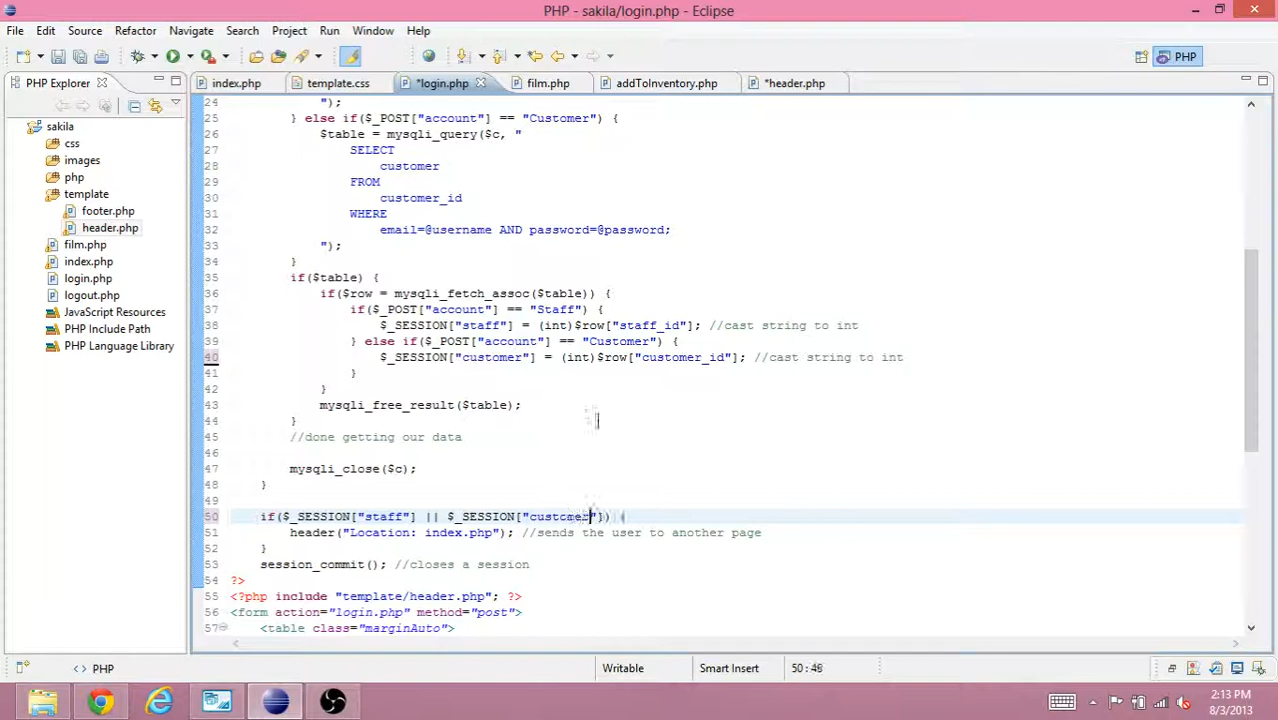 PHP - sakila/login.php - Eclipse
File Edit Source Refactor Navigate Search Project Run Window Help
PHP
PHP Explorer
index.php template.css *login.php film.php addToInventory.php *header.php
sakila
css
images
php
template
footer.php
header.php
film.php
index.php
login.php
logout.php
JavaScript Resources
PHP Include Path
PHP Language Library
24 ");
25 } else if($_POST["account"] == "Customer") {
26 $table = mysqli_query($c, "
27 SELECT
28 customer
29 FROM
30 customer_id
31 WHERE
32 email=@username AND password=@password;
33 ");
34 }
35 if($table) {
36 if($row = mysqli_fetch_assoc($table)) {
37 if($_POST["account"] == "Staff") {
38 $_SESSION["staff"] = (int)$row["staff_id"]; //cast string to int
39 } else if($_POST["account"] == "Customer") {
40 $_SESSION["customer"] = (int)$row["customer_id"]; //cast string to int
41 }
42 }
43 mysqli_free_result($table);
44 }
45 //done getting our data
46
47 mysqli_close($c);
48 }
49
50 if($_SESSION["staff"] || $_SESSION["customer"]) {
51 header("Location: index.php"); //sends the user to another page
52 }
53 session_commit(); //closes a session
54 ?>
55 <?php include "template/header.php"; ?>
56 <form action="login.php" method="post">
57 <table class="marginAuto">
PHP Writable Smart Insert 50 : 48
2:13 PM
8/3/2013